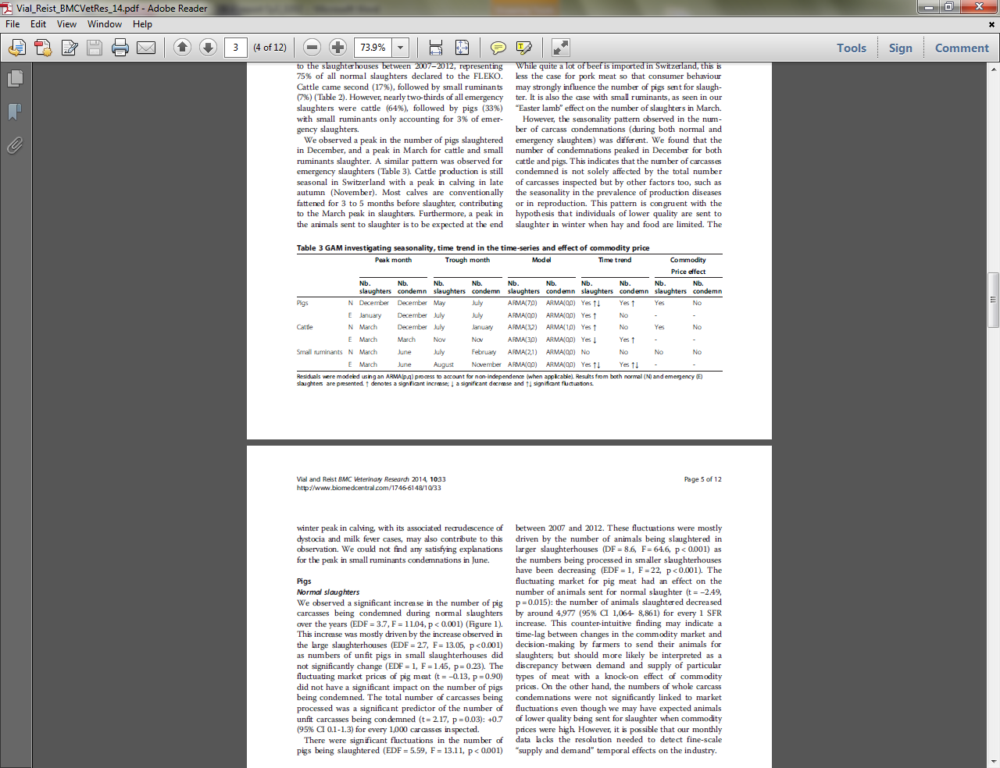 Vial_Reist_BMCVetRes_14.pdf - Adobe Reader
File Edit View Window Help
3 (4 of 12) 73.9% Tools Sign Comment
to the slaughterhouses between 2007–2012, representing
75% of all normal slaughters declared to the FLEKO.
Cattle came second (17%), followed by small ruminants
(7%) (Table 2). However, nearly two-thirds of all emergency
slaughters were cattle (64%), followed by pigs (33%)
with small ruminants only accounting for 3% of emer-
gency slaughters.
We observed a peak in the number of pigs slaughtered
in December, and a peak in March for cattle and small
ruminants slaughter. A similar pattern was observed for
emergency slaughters (Table 3). Cattle production is still
seasonal in Switzerland with a peak in calving in late
autumn (November). Most calves are conventionally
fattened for 3 to 5 months before slaughter, contributing
to the March peak in slaughters. Furthermore, a peak in
the animals sent to slaughter is to be expected at the end
While quite a lot of beef is imported in Switzerland, this is
less the case for pork meat so that consumer behaviour
may strongly influence the number of pigs sent for slaugh-
ter. It is also the case with small ruminants, as seen in our
“Easter lamb” effect on the number of slaughters in March.
However, the seasonality pattern observed in the num-
ber of carcass condemnations (during both normal and
emergency slaughters) was different. We found that the
number of condemnations peaked in December for both
cattle and pigs. This indicates that the number of carcasses
condemned is not solely affected by the total number
of carcasses inspected but by other factors too, such as
the seasonality in the prevalence of production diseases
or in reproduction. This pattern is congruent with the
hypothesis that individuals of lower quality are sent to
slaughter in winter when hay and food are limited. The
Table 3 GAM investigating seasonality, time trend in the time-series and effect of commodity price
Peak month Trough month Model Time trend Commodity
Price effect
Nb. Nb. Nb. Nb. Nb. Nb. Nb. Nb. Nb. Nb.
slaughters condemn slaughters condemn slaughters condemn slaughters condemn slaughters condemn
Pigs N December December May July ARMA(7,0) ARMA(0,0) Yes ↑↓ Yes ↑ Yes No
E January December July July ARMA(0,0) ARMA(0,0) Yes ↑ No - -
Cattle N March December July January ARMA(3,2) ARMA(1,0) Yes ↑ No Yes No
E March March Nov Nov ARMA(3,0) ARMA(0,0) Yes ↓ Yes ↑ - -
Small ruminants N March June July February ARMA(2,1) ARMA(0,0) No No No No
E March June August November ARMA(0,0) ARMA(0,0) Yes ↑↓ Yes ↑↓ - -
Residuals were modeled using an ARMA(p,q) process to account for non-independence (when applicable). Results from both normal (N) and emergency (E)
slaughters are presented. ↑ denotes a significant increase; ↓ a significant decrease and ↑↓ significant fluctuations.
Vial and Reist BMC Veterinary Research 2014, 10:33 Page 5 of 12
http://www.biomedcentral.com/1746-6148/10/33
winter peak in calving, with its associated recrudescence of
dystocia and milk fever cases, may also contribute to this
observation. We could not find any satisfying explanations
for the peak in small ruminants condemnations in June.
Pigs
Normal slaughters
We observed a significant increase in the number of pig
carcasses being condemned during normal slaughters
over the years (EDF = 3.7, F = 11.04, p < 0.001) (Figure 1).
This increase was mostly driven by the increase observed in
the large slaughterhouses (EDF = 2.7, F = 13.05, p <0.001)
as numbers of unfit pigs in small slaughterhouses did
not significantly change (EDF = 1, F = 1.45, p = 0.23). The
fluctuating market prices of pig meat (t = −0.13, p = 0.90)
did not have a significant impact on the number of pigs
being condemned. The total number of carcasses being
processed was a significant predictor of the number of
unfit carcasses being condemned (t = 2.17, p = 0.03): +0.7
(95% CI 0.1-1.3) for every 1,000 carcasses inspected.
There were significant fluctuations in the number of
pigs being slaughtered (EDF = 5.59, F = 13.11, p < 0.001)
between 2007 and 2012. These fluctuations were mostly
driven by the number of animals being slaughtered in
larger slaughterhouses (DF = 8.6, F = 64.6, p < 0.001) as
the numbers being processed in smaller slaughterhouses
have been decreasing (EDF = 1, F = 22, p < 0.001). The
fluctuating market for pig meat had an effect on the
number of animals sent for normal slaughter (t = −2.49,
p = 0.015): the number of animals slaughtered decreased
by around 4,977 (95% CI 1,064- 8,861) for every 1 SFR
increase. This counter-intuitive finding may indicate a
time-lag between changes in the commodity market and
decision-making by farmers to send their animals for
slaughters; but should more likely be interpreted as a
discrepancy between demand and supply of particular
types of meat with a knock-on effect of commodity
prices. On the other hand, the numbers of whole carcass
condemnations were not significantly linked to market
fluctuations even though we may have expected animals
of lower quality being sent for slaughter when commodity
prices were high. However, it is possible that our monthly
data lacks the resolution needed to detect fine-scale
“supply and demand” temporal effects on the industry.